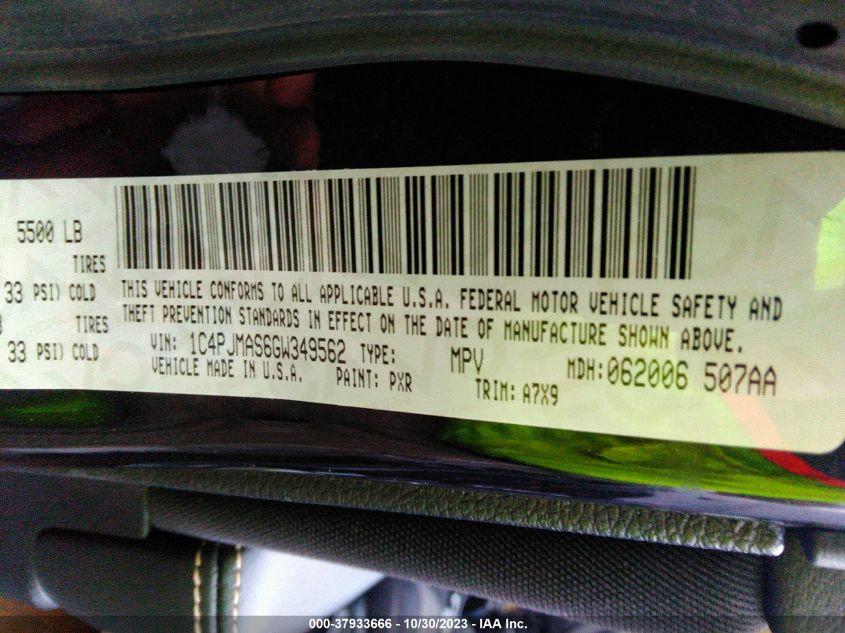 5500 LB
TIRES
33 PSI) COLD
TIRES
33 PSI) COLD
THIS VEHICLE CONFORMS TO ALL APPLICABLE U.S.A. FEDERAL MOTOR VEHICLE SAFETY AND
THEFT PREVENTION STANDARDS IN EFFECT ON THE DATE OF MANUFACTURE SHOWN ABOVE.
VIN: 1C4PJMAS6GW349562 TYPE: MPV MDH: 062006 507AA
VEHICLE MADE IN U.S.A. PAINT: PXR TRIM: A7X9
000-37933666 - 10/30/2023 - IAA Inc.